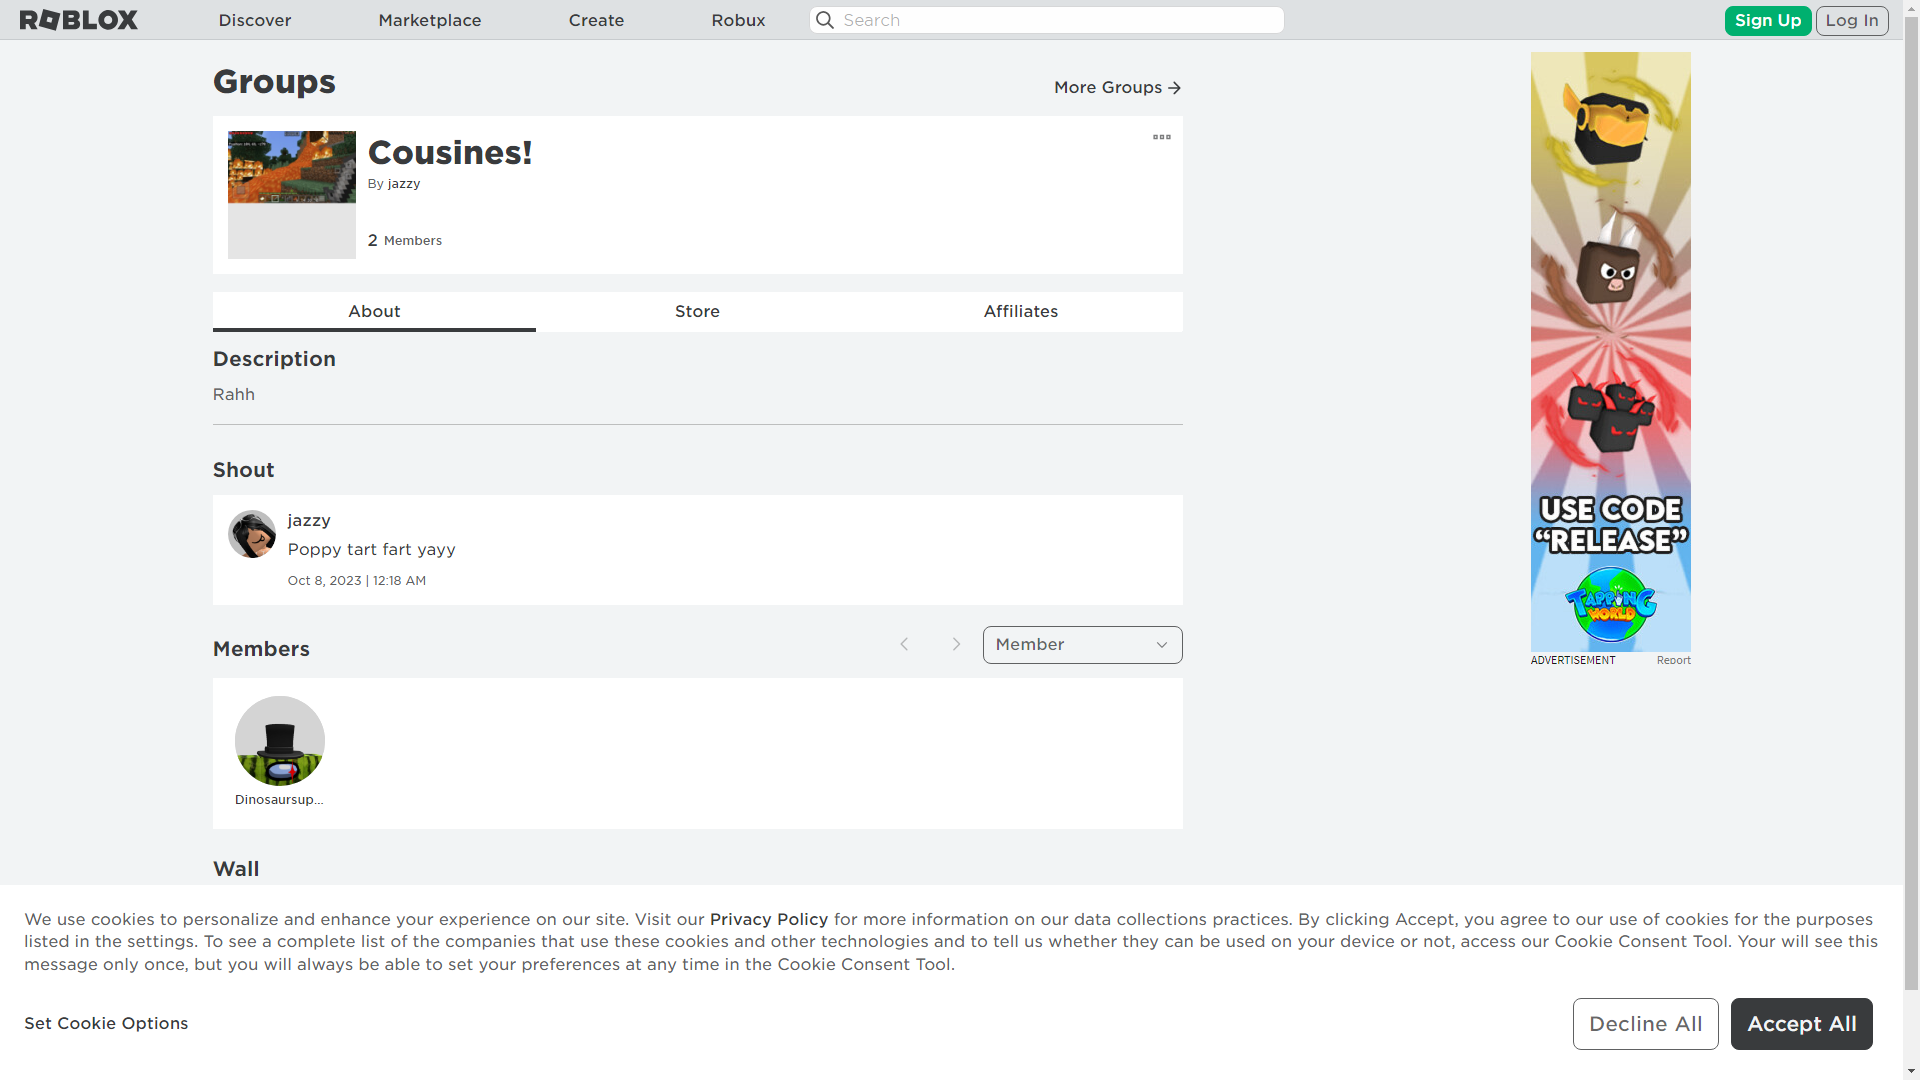 ROBLOX
Discover
Marketplace
Create
Robux
Search
Sign Up
Log In
Groups
More Groups
Cousines!
By jazzy
2 Members
About
Store
Affiliates
Description
Rahh
Shout
jazzy
Poppy tart fart yayy
Oct 8, 2023 | 12:18 AM
Members
Member
Dinosaursup...
Wall
USE CODE
“RELEASE”
TAPPING
WORLD
ADVERTISEMENT
Report
We use cookies to personalize and enhance your experience on our site. Visit our Privacy Policy for more information on our data collections practices. By clicking Accept, you agree to our use of cookies for the purposes
listed in the settings. To see a complete list of the companies that use these cookies and other technologies and to tell us whether they can be used on your device or not, access our Cookie Consent Tool. Your will see this
message only once, but you will always be able to set your preferences at any time in the Cookie Consent Tool.
Set Cookie Options
Decline All
Accept All